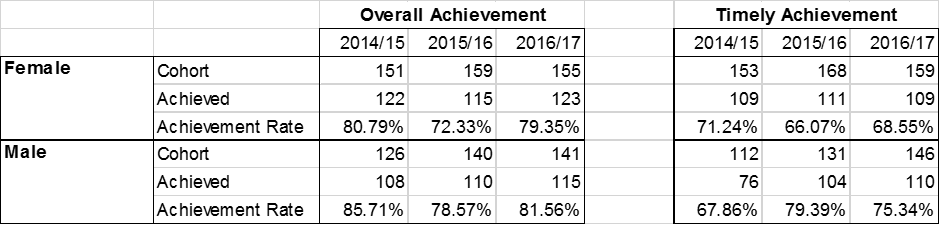 Overall Achievement Timely Achievement
2014/15 2015/16 2016/17 2014/15 2015/16 2016/17
Female Cohort 151 159 155 153 168 159
Achieved 122 115 123 109 111 109
Achievement Rate 80.79% 72.33% 79.35% 71.24% 66.07% 68.55%
Male Cohort 126 140 141 112 131 146
Achieved 108 110 115 76 104 110
Achievement Rate 85.71% 78.57% 81.56% 67.86% 79.39% 75.34%